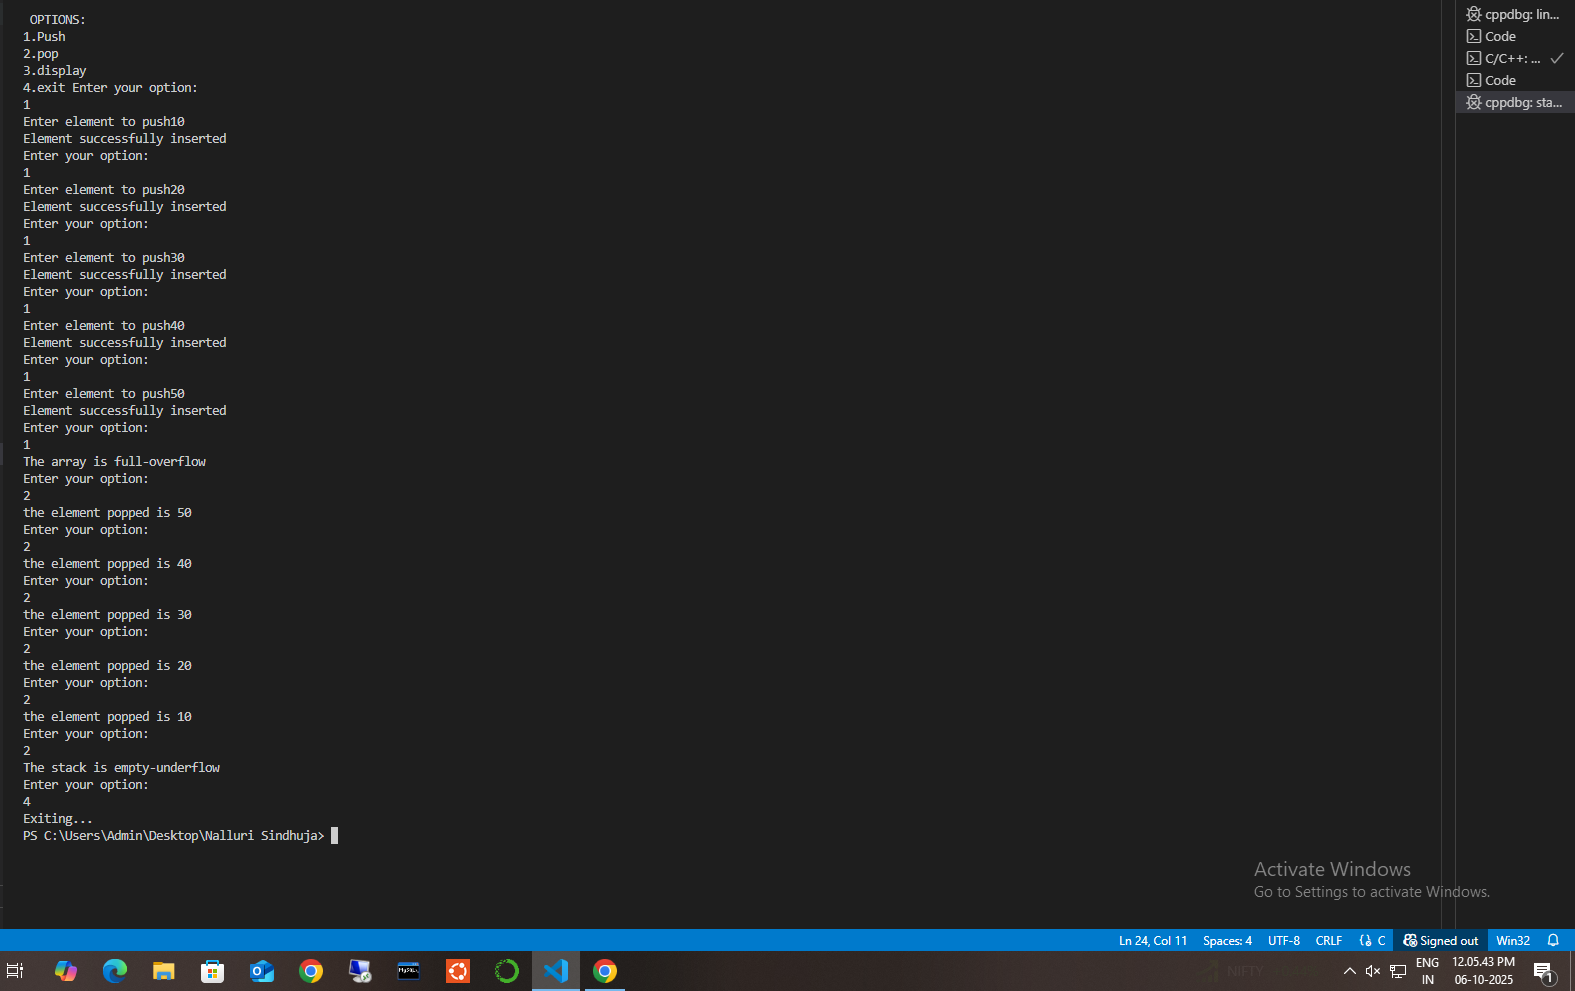 OPTIONS:
1.Push
2.pop
3.display
4.exit Enter your option:
1
Enter element to push10
Element successfully inserted
Enter your option:
1
Enter element to push20
Element successfully inserted
Enter your option:
1
Enter element to push30
Element successfully inserted
Enter your option:
1
Enter element to push40
Element successfully inserted
Enter your option:
1
Enter element to push50
Element successfully inserted
Enter your option:
1
The array is full-overflow
Enter your option:
2
the element popped is 50
Enter your option:
2
the element popped is 40
Enter your option:
2
the element popped is 30
Enter your option:
2
the element popped is 20
Enter your option:
2
the element popped is 10
Enter your option:
2
The stack is empty-underflow
Enter your option:
4
Exiting...
PS C:\Users\Admin\Desktop\Nalluri Sindhuja>
cppdbg: lin...
Code
C/C++: ...
Code
cppdbg: sta...
Activate Windows
Go to Settings to activate Windows.
Ln 24, Col 11 Spaces: 4 UTF-8 CRLF {} C Signed out Win32
MySQL
NIFTY
ENG
IN
12.05.43 PM
06-10-2025
1